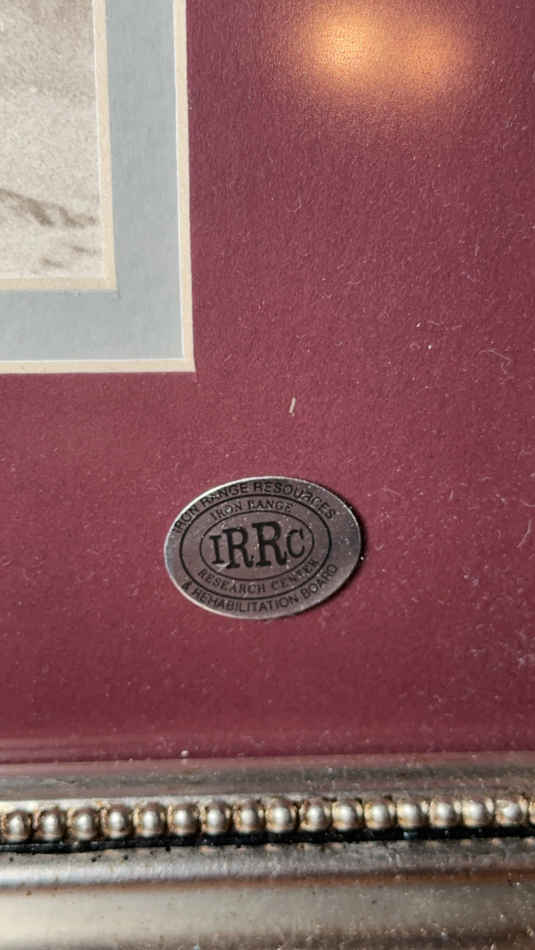 IRON RANGE RESOURCES
IRON RANGE
IRRC
RESEARCH CENTER
& REHABILITATION BOARD